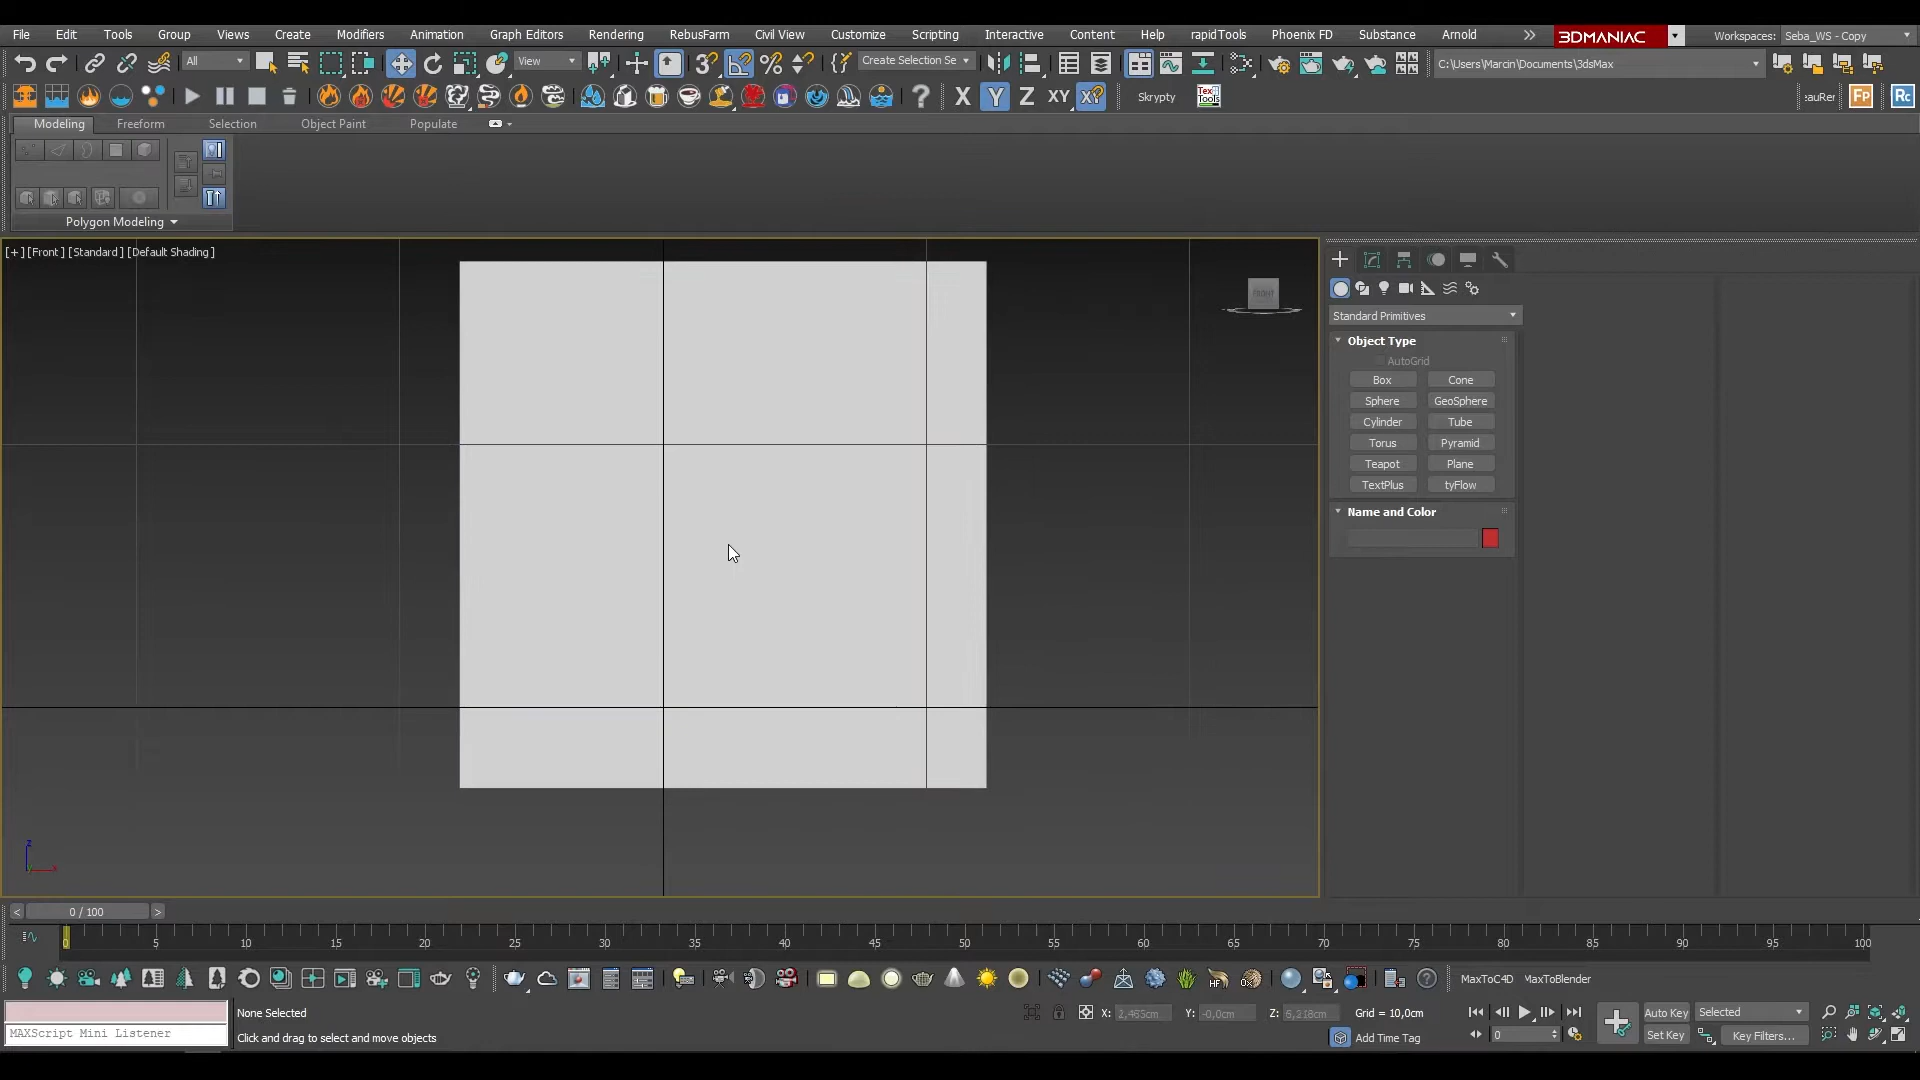 File Edit Tools Group Views Create Modifiers Animation Graph Editors Rendering RebusFarm Civil View Customize Scripting Interactive Content Help rapidTools Phoenix FD Substance Arnold 3DMANIAC Workspaces: Seba_WS - Copy
All View Create Selection Se C:\Users\Marcin\Documents\3dsMax
X Y Z XY Skrypty Tex Tools :auRer Fp Rc
Modeling Freeform Selection Object Paint Populate
Polygon Modeling
[+] [Front] [Standard] [Default Shading]
FRONT
Standard Primitives
Object Type
AutoGrid
Box Cone
Sphere GeoSphere
Cylinder Tube
Torus Pyramid
Teapot Plane
TextPlus tyFlow
Name and Color
z
x
< 0 / 100 >
0 5 10 15 20 25 30 35 40 45 50 55 60 65 70 75 80 85 90 95 100
MaxToC4D MaxToBlender
None Selected X: 2,465cm Y: -0,0cm Z: 5,218cm Grid = 10,0cm Auto Key Selected
MAXScript Mini Listener Click and drag to select and move objects Add Time Tag 0 Set Key Key Filters...